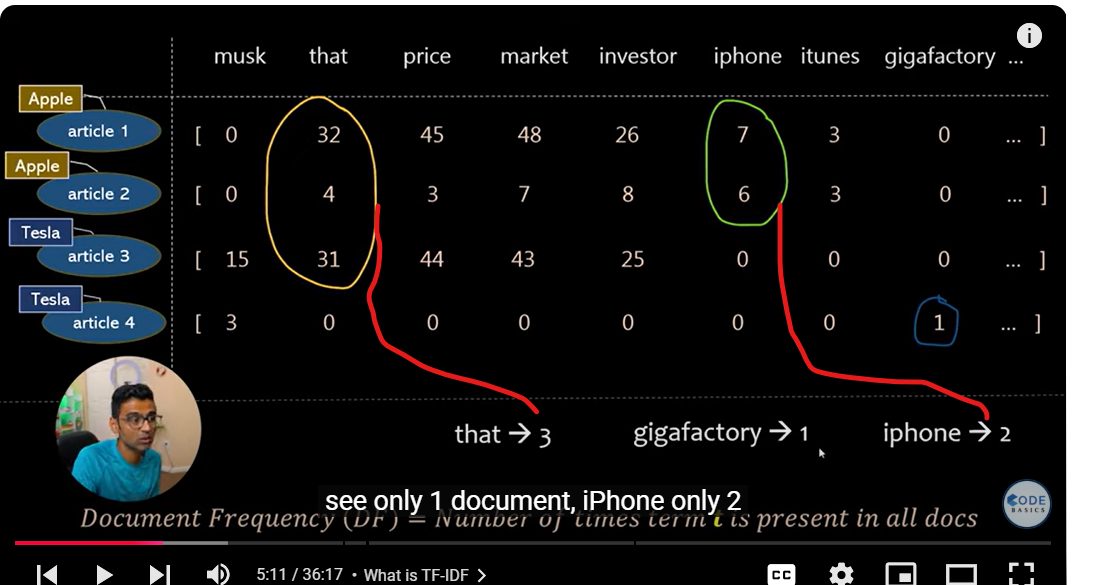 musk that price market investor iphone itunes gigafactory ...
Apple
article 1 [ 0 32 45 48 26 7 3 0 ... ]
Apple
article 2 [ 0 4 3 7 8 6 3 0 ... ]
Tesla
article 3 [ 15 31 44 43 25 0 0 0 ... ]
Tesla
article 4 [ 3 0 0 0 0 0 0 1 ... ]
that → 3 gigafactory → 1 iphone → 2
see only 1 document, iPhone only 2
Document Frequency (DF) = Number of times term t is present in all docs
CODE
BASICS
5:11 / 36:17 • What is TF-IDF >
CC